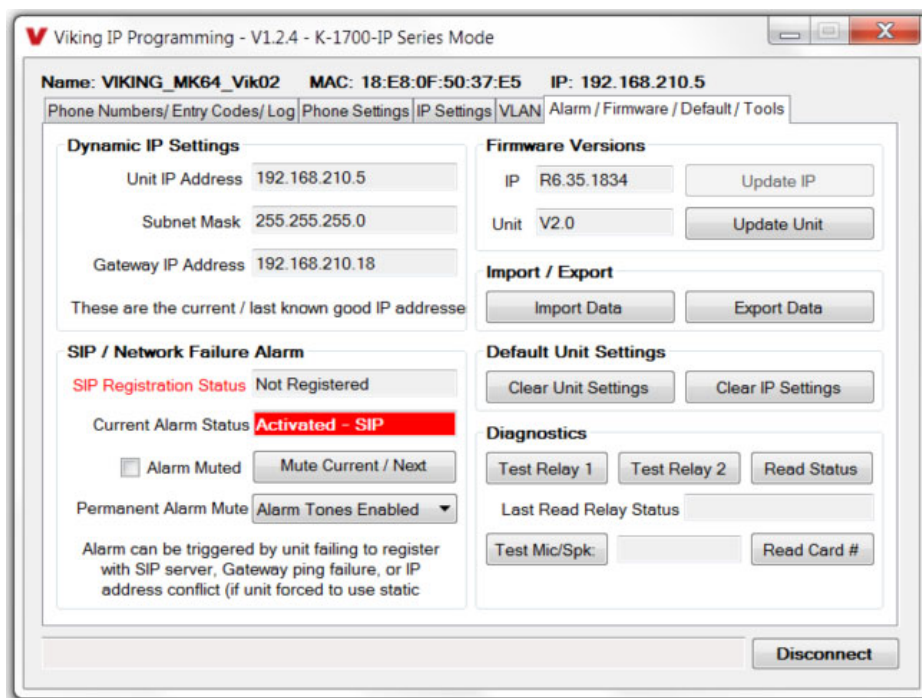 Viking IP Programming - V1.2.4 - K-1700-IP Series Mode
Name: VIKING_MK64_Vik02 MAC: 18:E8:0F:50:37:E5 IP: 192.168.210.5
Phone Numbers/ Entry Codes/ Log Phone Settings IP Settings VLAN Alarm / Firmware / Default / Tools
Dynamic IP Settings
Unit IP Address 192.168.210.5
Subnet Mask 255.255.255.0
Gateway IP Address 192.168.210.18
These are the current / last known good IP addresse
SIP / Network Failure Alarm
SIP Registration Status Not Registered
Current Alarm Status Activated - SIP
Alarm Muted Mute Current / Next
Permanent Alarm Mute Alarm Tones Enabled
Alarm can be triggered by unit failing to register
with SIP server, Gateway ping failure, or IP
address conflict (if unit forced to use static
Firmware Versions
IP R6.35.1834 Update IP
Unit V2.0 Update Unit
Import / Export
Import Data Export Data
Default Unit Settings
Clear Unit Settings Clear IP Settings
Diagnostics
Test Relay 1 Test Relay 2 Read Status
Last Read Relay Status
Test Mic/Spk: Read Card #
Disconnect